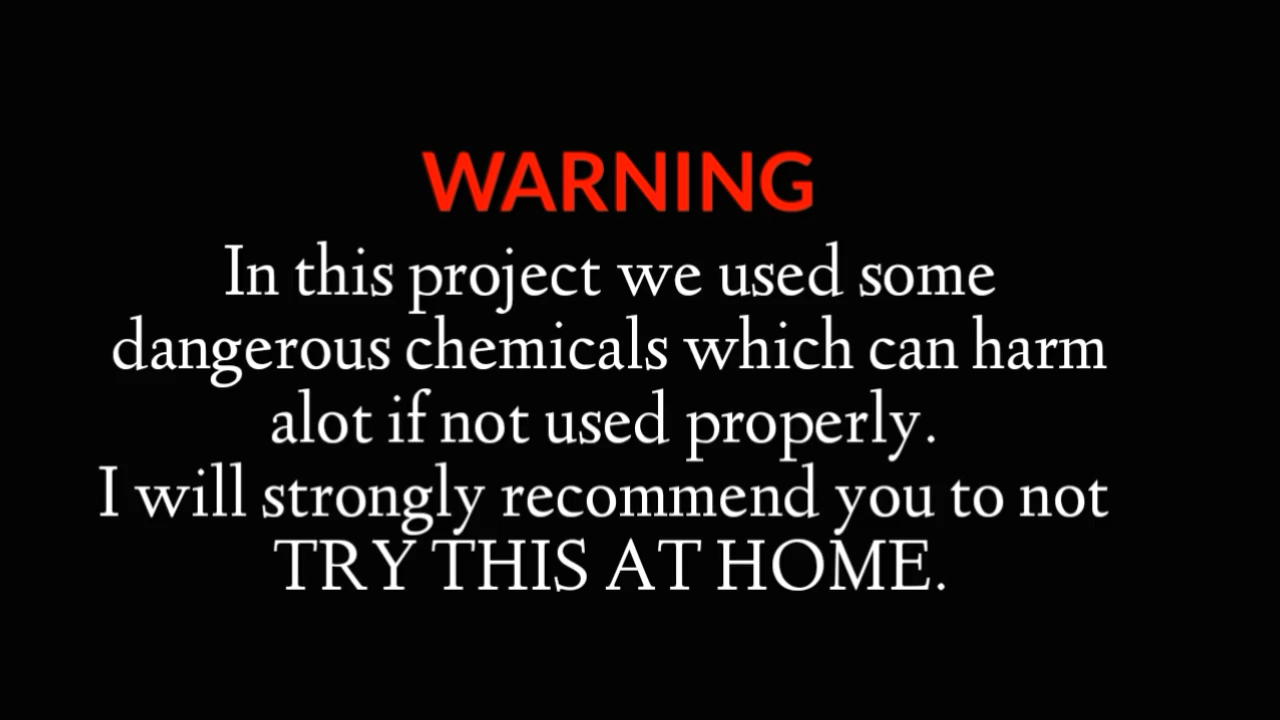 WARNING
In this project we used some
dangerous chemicals which can harm
alot if not used properly.
I will strongly recommend you to not
TRY THIS AT HOME.